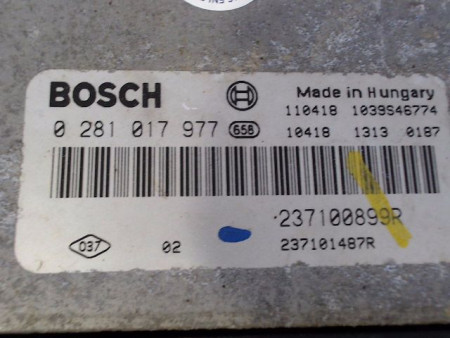 BOSCH
Made in Hungary
110418 1039S46774
0 281 017 977 658 10418 1313 0187
237100899R
037 02 237101487R